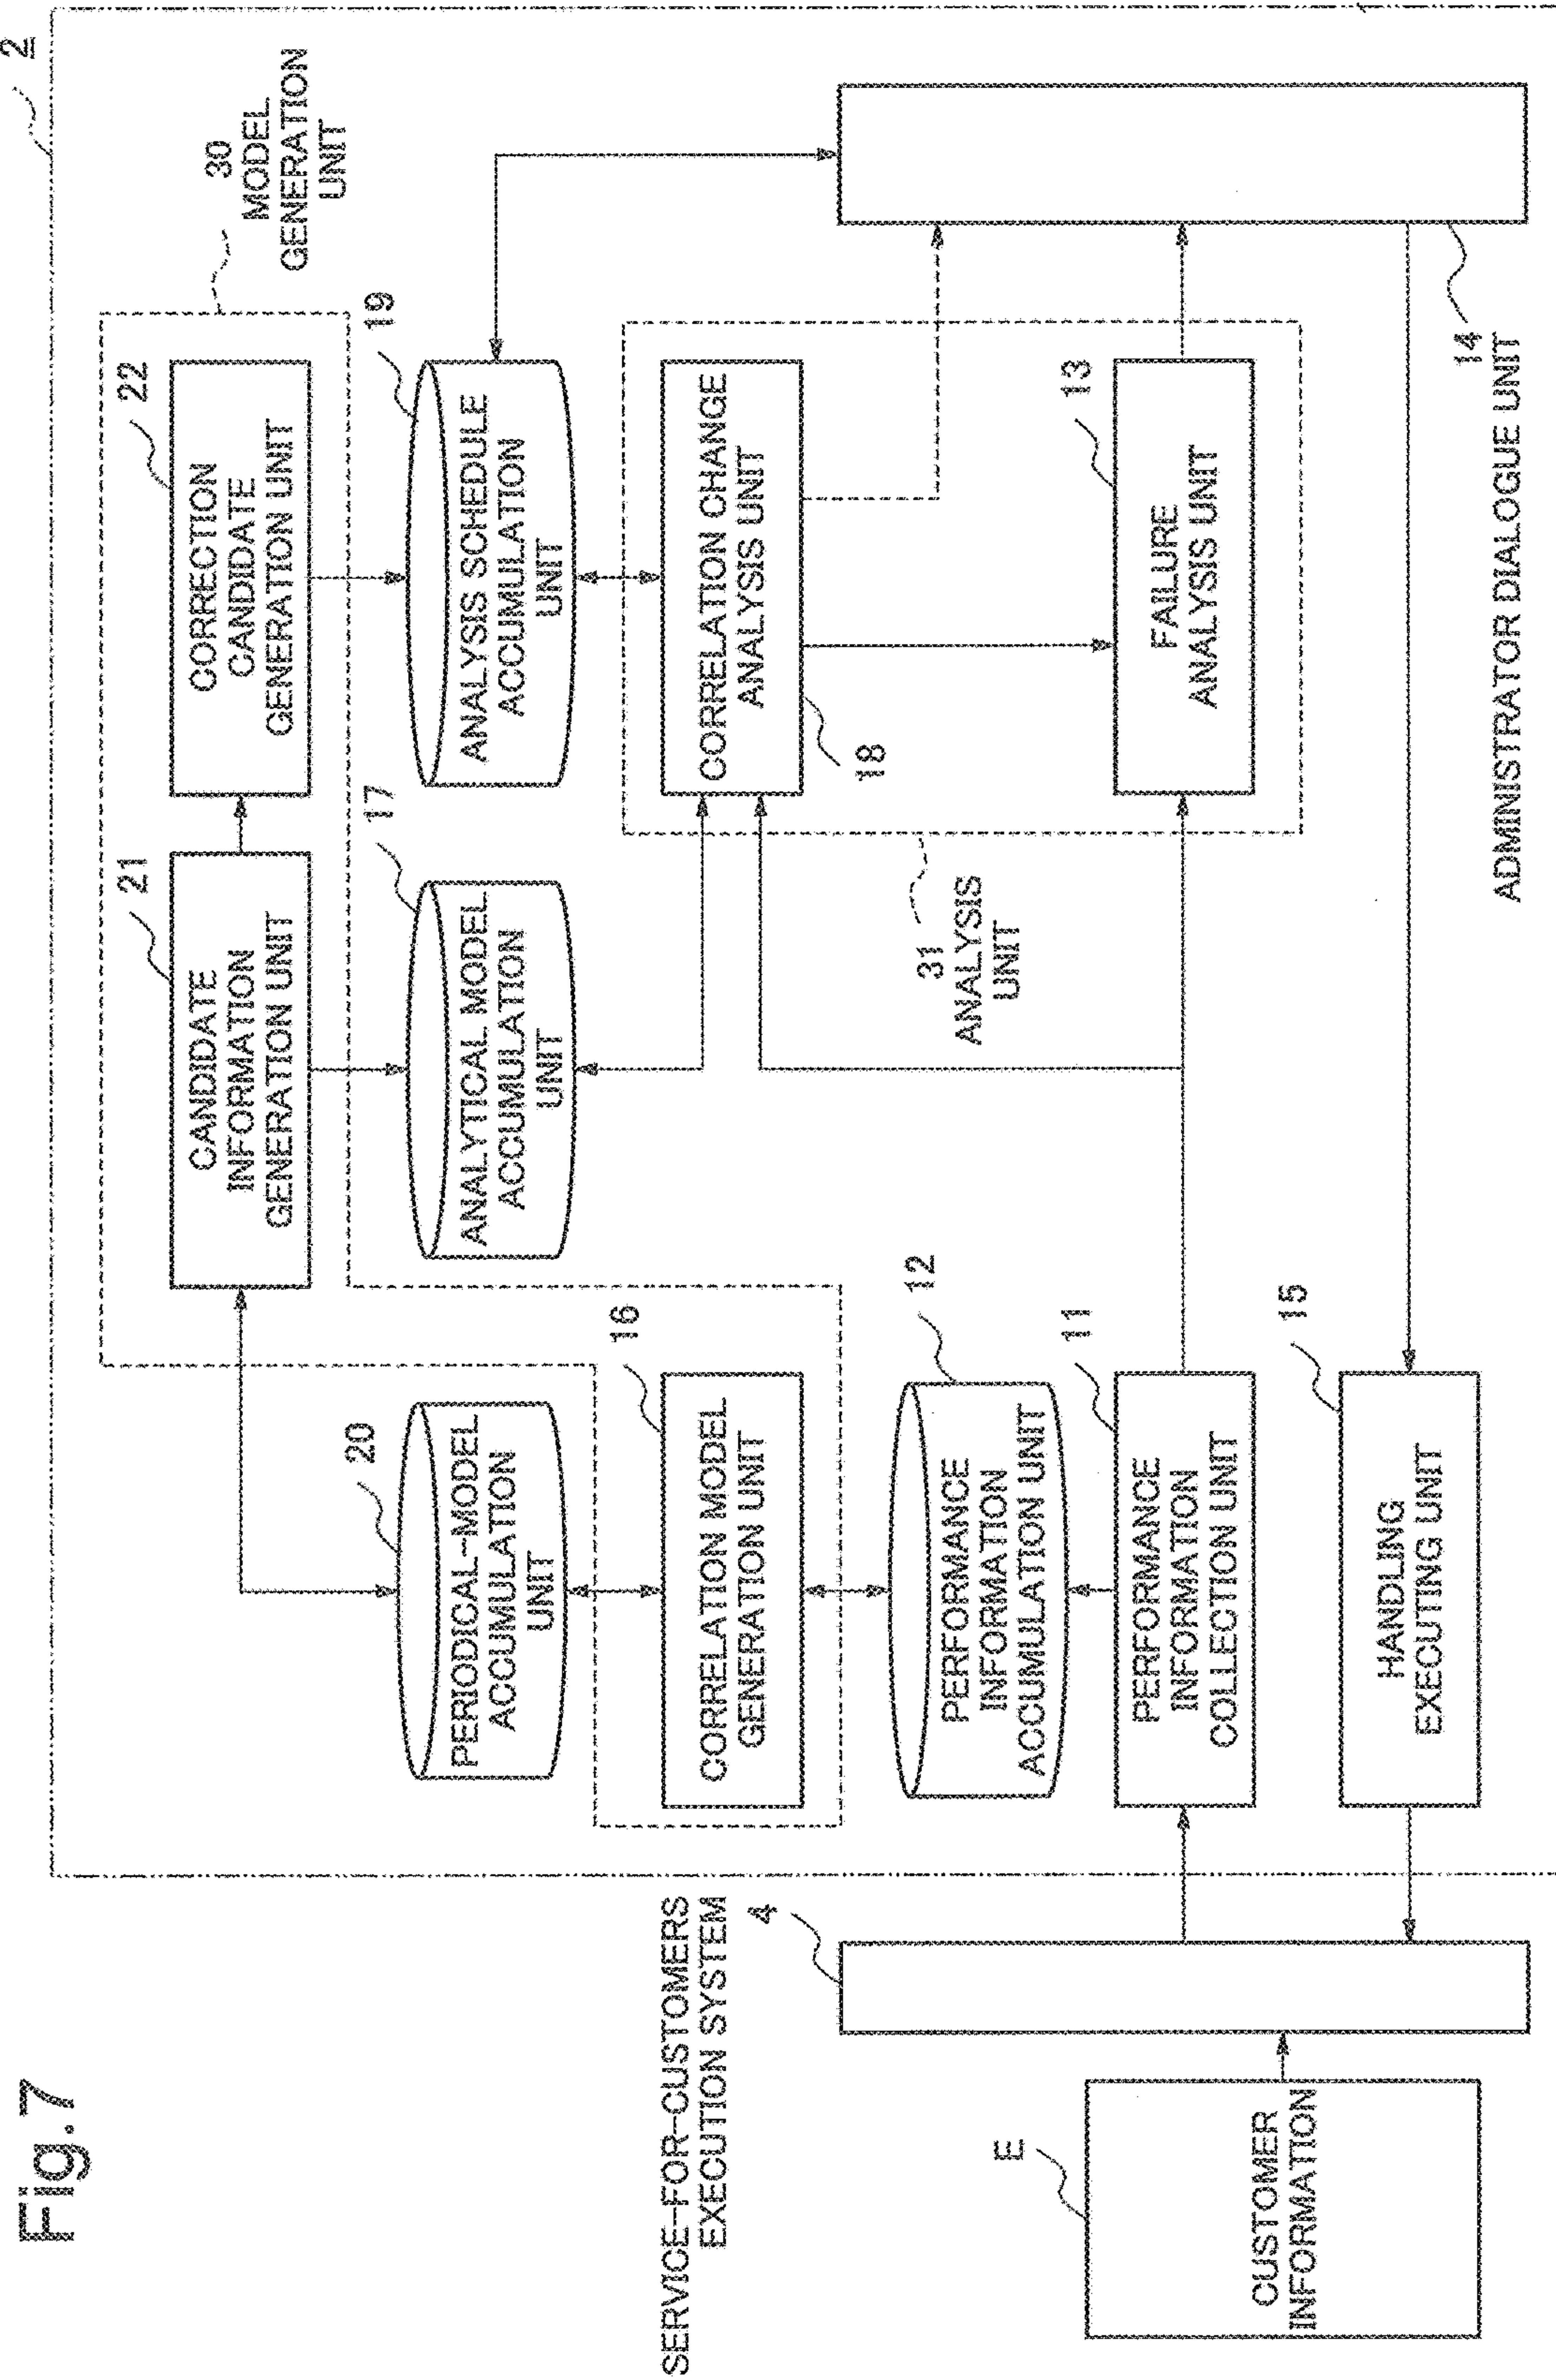 Fig.7
2
30
MODEL
GENERATION
UNIT
21
CANDIDATE
INFORMATION
GENERATION UNIT
22
CORRECTION
CANDIDATE
GENERATION UNIT
20
PERIODICAL-MODEL
ACCUMULATION
UNIT
17
ANALYTICAL MODEL
ACCUMULATION
UNIT
19
ANALYSIS SCHEDULE
ACCUMULATION
UNIT
16
CORRELATION MODEL
GENERATION UNIT
CORRELATION CHANGE
ANALYSIS UNIT
18
SERVICE-FOR-CUSTOMERS
EXECUTION SYSTEM
4
12
PERFORMANCE
INFORMATION
ACCUMULATION UNIT
31
ANALYSIS
UNIT
E
CUSTOMER
INFORMATION
11
PERFORMANCE
INFORMATION
COLLECTION UNIT
13
FAILURE
ANALYSIS UNIT
15
HANDLING
EXECUTING UNIT
14
ADMINISTRATOR DIALOGUE UNIT